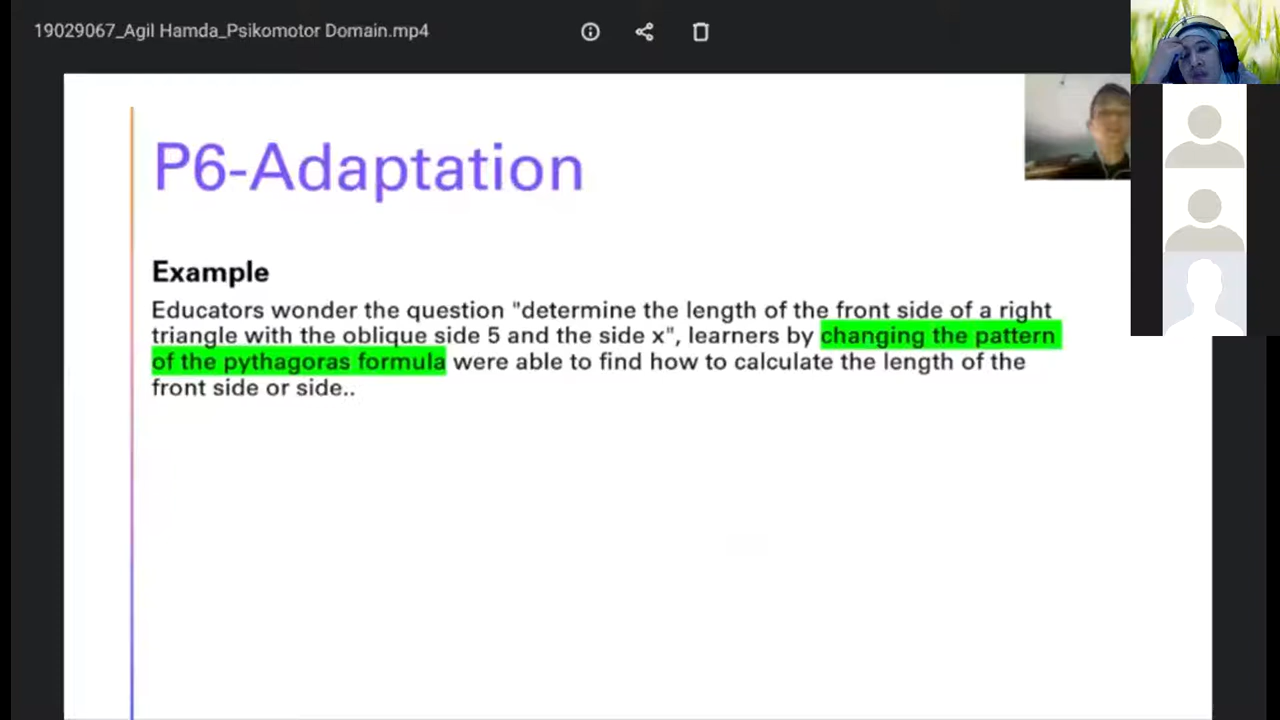 19029067_Agil Hamda_Psikomotor Domain.mp4
P6-Adaptation
Example
Educators wonder the question "determine the length of the front side of a right
triangle with the oblique side 5 and the side x", learners by changing the pattern
of the pythagoras formula were able to find how to calculate the length of the
front side or side..